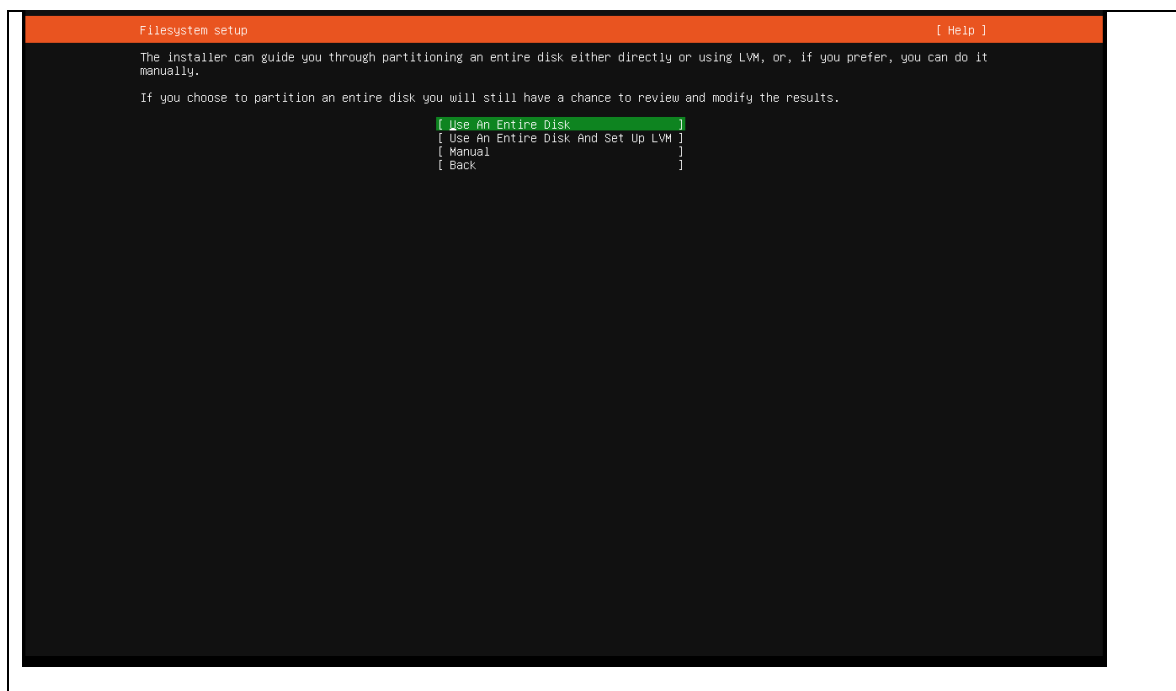 Filesystem setup [ Help ]
The installer can guide you through partitioning an entire disk either directly or using LVM, or, if you prefer, you can do it
manually.
If you choose to partition an entire disk you will still have a chance to review and modify the results.
[ Use An Entire Disk ]
[ Use An Entire Disk And Set Up LVM ]
[ Manual ]
[ Back ]